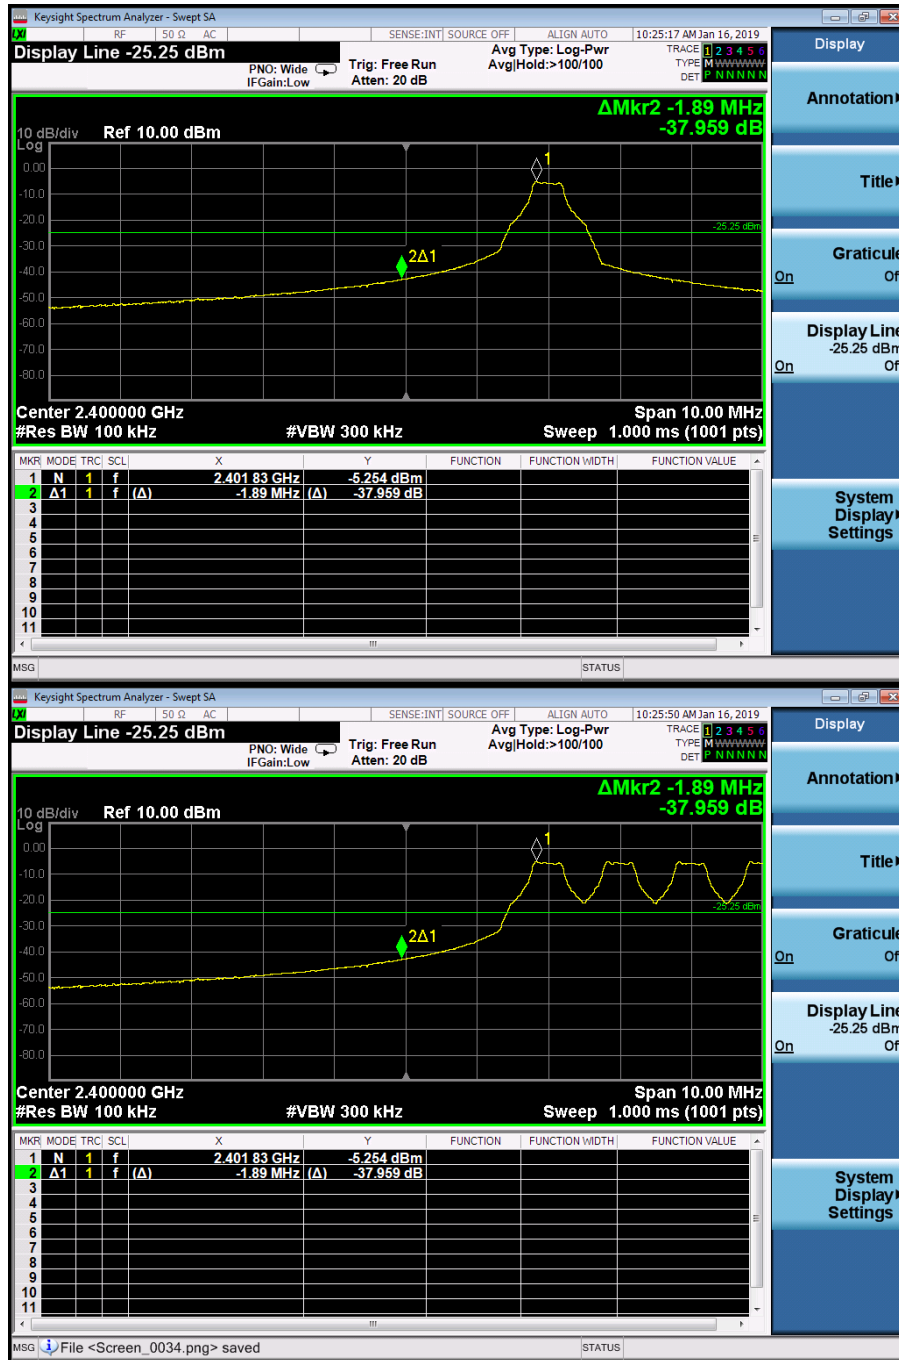 Keysight Spectrum Analyzer - Swept SA
LXI RF 50 Ω AC SENSE:INT SOURCE OFF ALIGN AUTO 10:25:17 AM Jan 16, 2019
Display Line -25.25 dBm
PNO: Wide
IFGain:Low
Trig: Free Run
Atten: 20 dB
Avg Type: Log-Pwr
Avg|Hold:>100/100
TRACE 1 2 3 4 5 6
TYPE M WWWWW
DET P N N N N N
ΔMkr2 -1.89 MHz
-37.959 dB
10 dB/div Ref 10.00 dBm
Log
0.00
-10.0
-20.0
-30.0
-40.0
-50.0
-60.0
-70.0
-80.0
1
-25.25 dBm
2Δ1
Center 2.400000 GHz Span 10.00 MHz
#Res BW 100 kHz #VBW 300 kHz Sweep 1.000 ms (1001 pts)
MKR MODE TRC SCL X Y FUNCTION FUNCTION WIDTH FUNCTION VALUE
1 N 1 f 2.401 83 GHz -5.254 dBm
2 Δ1 1 f (Δ) -1.89 MHz (Δ) -37.959 dB
3
4
5
6
7
8
9
10
11
MSG STATUS
Display
Annotation
Title
Graticule
On Of
Display Line
-25.25 dBm
On Of
System
Display
Settings
Keysight Spectrum Analyzer - Swept SA
LXI RF 50 Ω AC SENSE:INT SOURCE OFF ALIGN AUTO 10:25:50 AM Jan 16, 2019
Display Line -25.25 dBm
PNO: Wide
IFGain:Low
Trig: Free Run
Atten: 20 dB
Avg Type: Log-Pwr
Avg|Hold:>100/100
TRACE 1 2 3 4 5 6
TYPE M WWWWW
DET P N N N N N
ΔMkr2 -1.89 MHz
-37.959 dB
10 dB/div Ref 10.00 dBm
Log
0.00
-10.0
-20.0
-30.0
-40.0
-50.0
-60.0
-70.0
-80.0
1
-25.25 dBm
2Δ1
Center 2.400000 GHz Span 10.00 MHz
#Res BW 100 kHz #VBW 300 kHz Sweep 1.000 ms (1001 pts)
MKR MODE TRC SCL X Y FUNCTION FUNCTION WIDTH FUNCTION VALUE
1 N 1 f 2.401 83 GHz -5.254 dBm
2 Δ1 1 f (Δ) -1.89 MHz (Δ) -37.959 dB
3
4
5
6
7
8
9
10
11
MSG File <Screen_0034.png> saved STATUS
Display
Annotation
Title
Graticule
On Of
Display Line
-25.25 dBm
On Of
System
Display
Settings